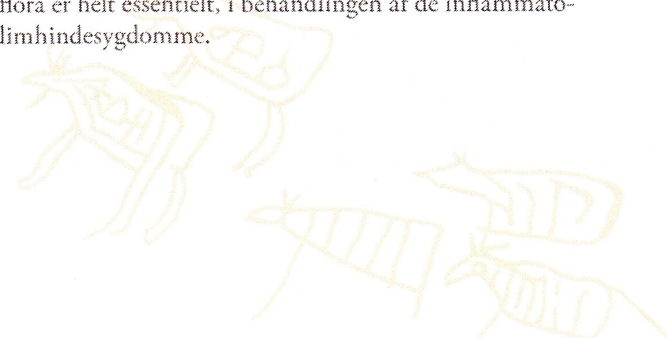 flora er helt essentielt, i behandlingen af de inflammato-
limhindesygdomme.